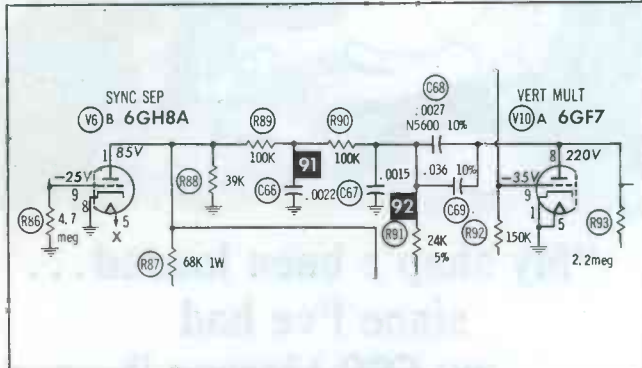 SYNC SEP
V6 B 6GH8A
1 85V
-25V
9
8
5
X
R86 4.7
meg
R87 68K 1W
R88 39K
R89
100K
91
C66 .0022
R90
100K
C67 .0015
92
C68
.0027
N5600 10%
.036 10%
C69
R91 24K
5%
R92 150K
VERT MULT
V10 A 6GF7
8 220V
-35V
9
1
5
R93
2.2meg